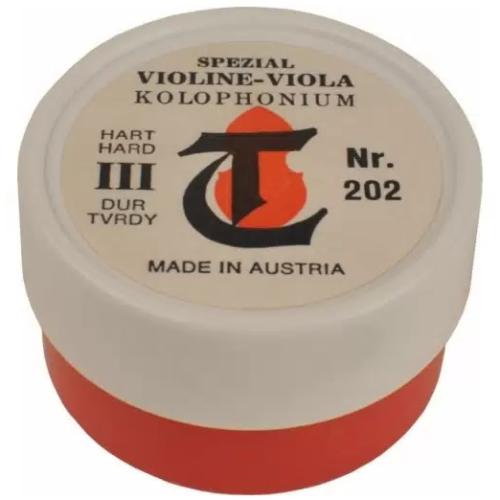 SPEZIAL
VIOLINE-VIOLA
KOLOPHONIUM
HART
HARD
III
DUR
TVRDY
T
Nr.
202
MADE IN AUSTRIA